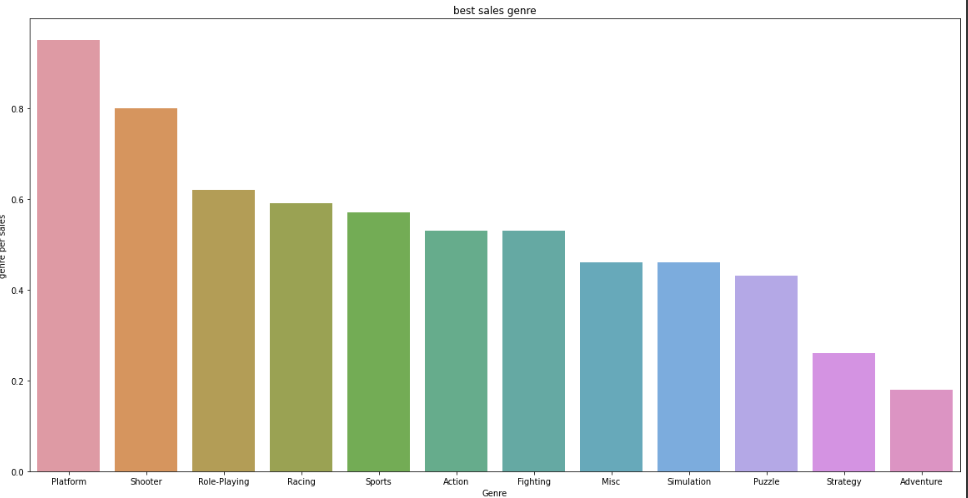 best sales genre
genre per sales
0.8
0.6
0.4
0.2
0.0
Platform Shooter Role-Playing Racing Sports Action Fighting Misc Simulation Puzzle Strategy Adventure
Genre